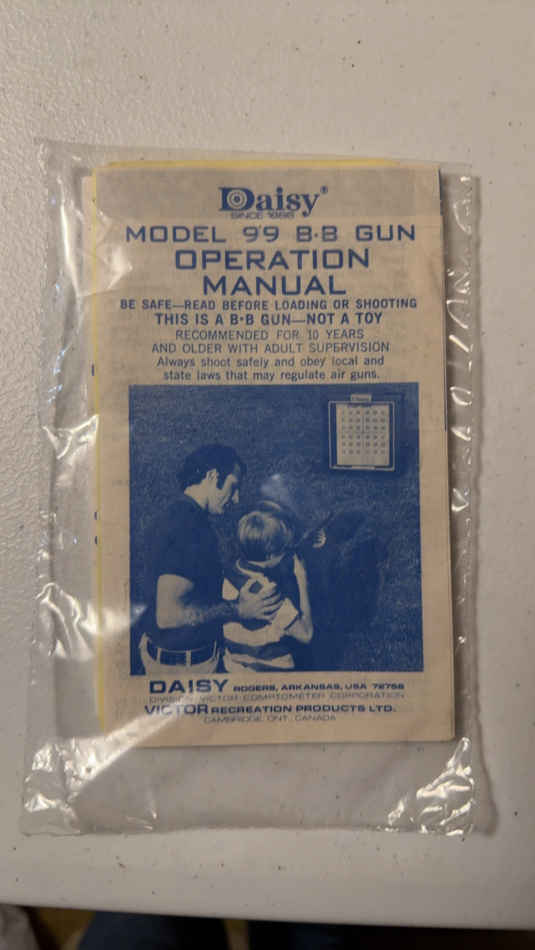 Daisy®
SINCE 1886
MODEL 99 B·B GUN
OPERATION
MANUAL
BE SAFE—READ BEFORE LOADING OR SHOOTING
THIS IS A B·B GUN—NOT A TOY
RECOMMENDED FOR 10 YEARS
AND OLDER WITH ADULT SUPERVISION
Always shoot safely and obey local and
state laws that may regulate air guns.
DAISY ROGERS, ARKANSAS, USA 72756
DIVISION VICTOR COMPTOMETER CORPORATION
VICTOR RECREATION PRODUCTS LTD.
CAMBRIDGE ONT., CANADA